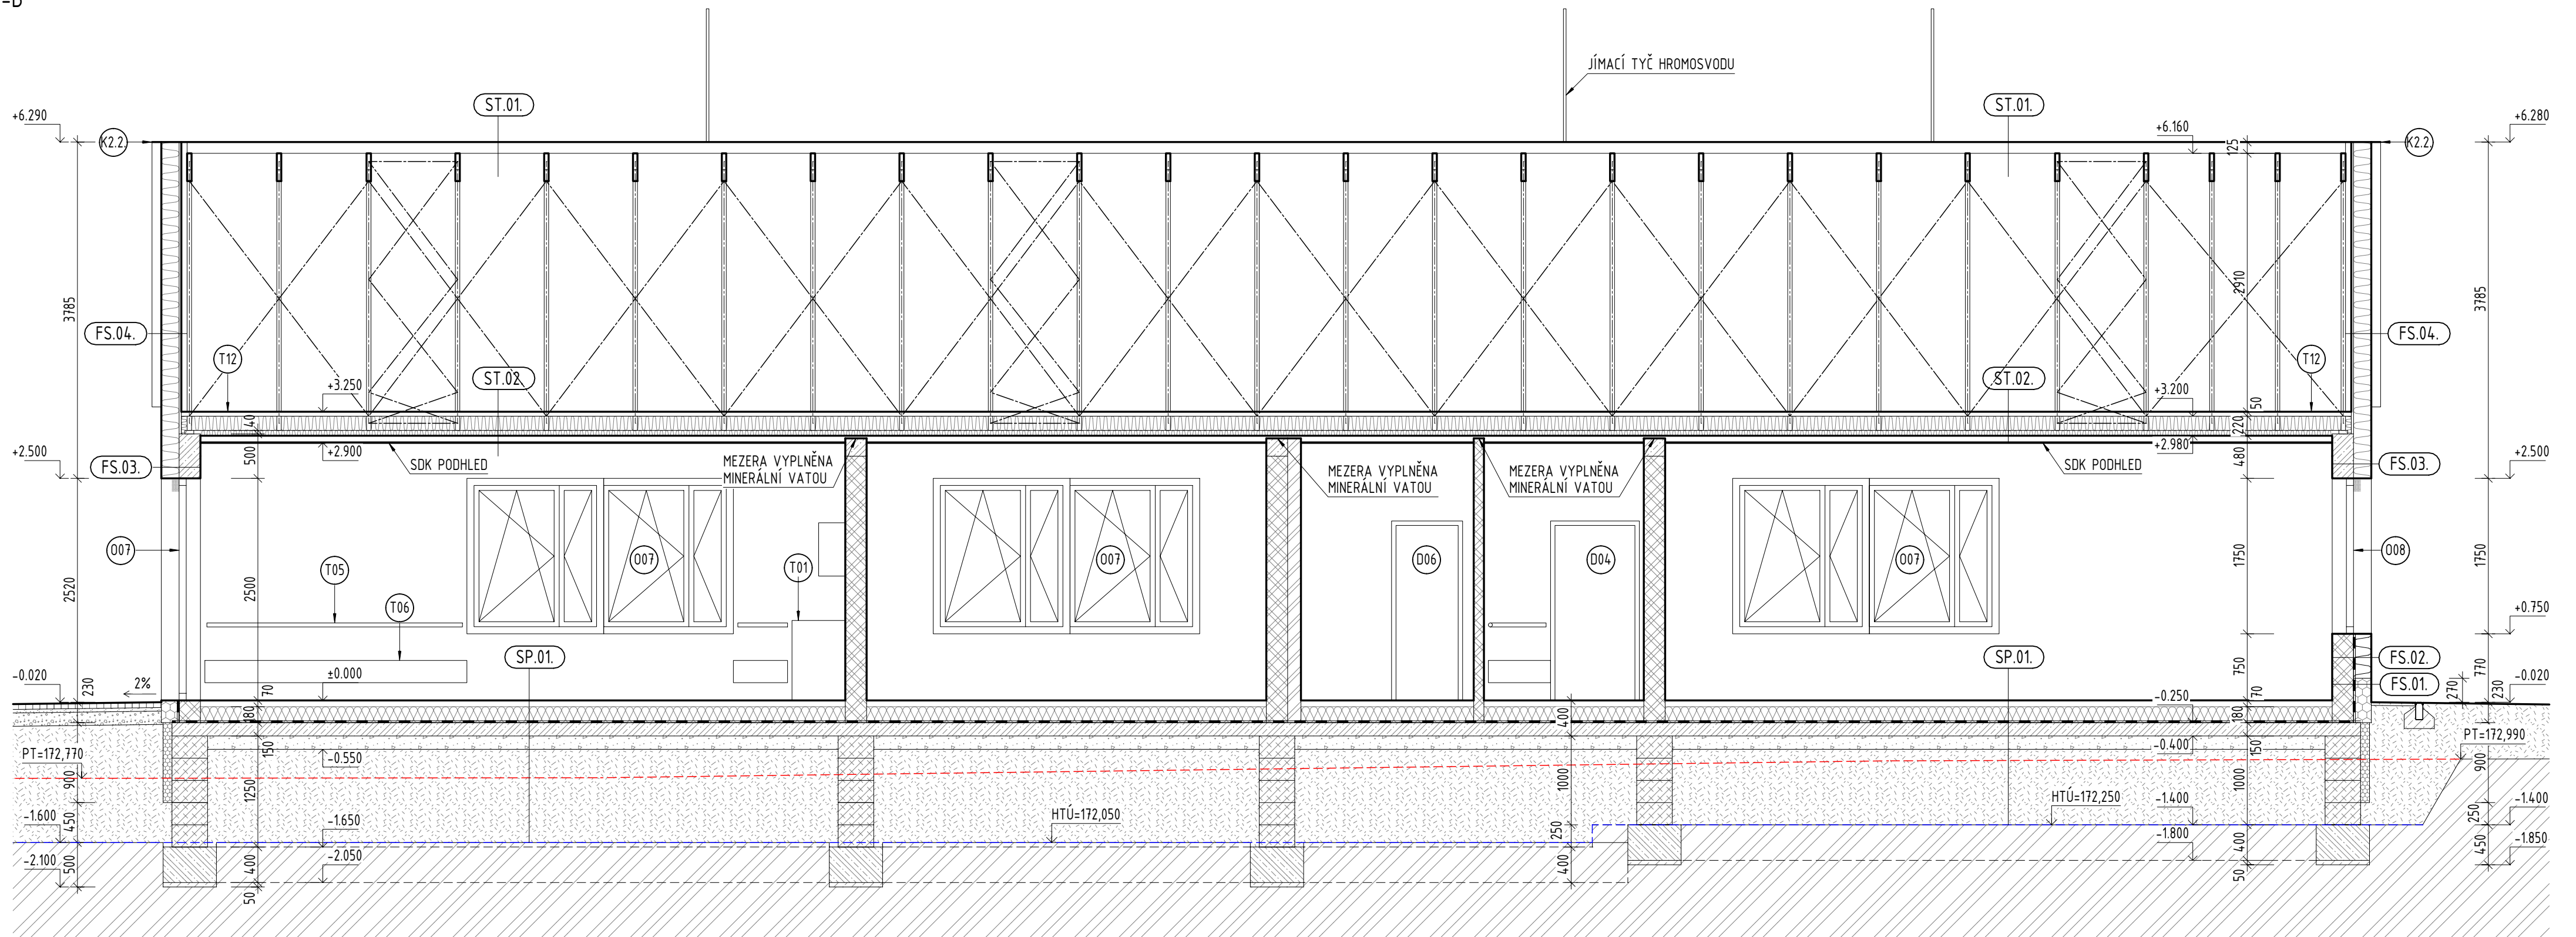 =D
JÍMACÍ TYČ HROMOSVODU
ST.01.
ST.01.
+6.290
+6.280
+6.160
K2.2
K2.2
125
3785
2910
3785
FS.04.
FS.04.
T12
T12
ST.02
ST.02.
+3.250
+3.200
40
50
220
+2.500
+2.900
+2.980
+2.500
500
480
FS.03.
FS.03.
SDK PODHLED
MEZERA VYPLNĚNA
MINERÁLNÍ VATOU
MEZERA VYPLNĚNA
MINERÁLNÍ VATOU
MEZERA VYPLNĚNA
MINERÁLNÍ VATOU
SDK PODHLED
O07
O07
O07
D06
D04
O07
O08
T05
T01
T06
2520
2500
1750
1750
+0.750
SP.01.
SP.01.
FS.02.
FS.01.
750
770
-0.020
230
2%
70
±0.000
-0.250
70
270
230
-0.020
180
400
180
PT=172,770
150
-0.550
-0.400
150
PT=172,990
900
1250
1000
1000
900
HTÚ=172,050
HTÚ=172,250
-1.600
450
-1.650
250
-1.400
250
-1.400
-2.100
500
400
-2.050
400
-1.800
400
450
-1.850
50
50